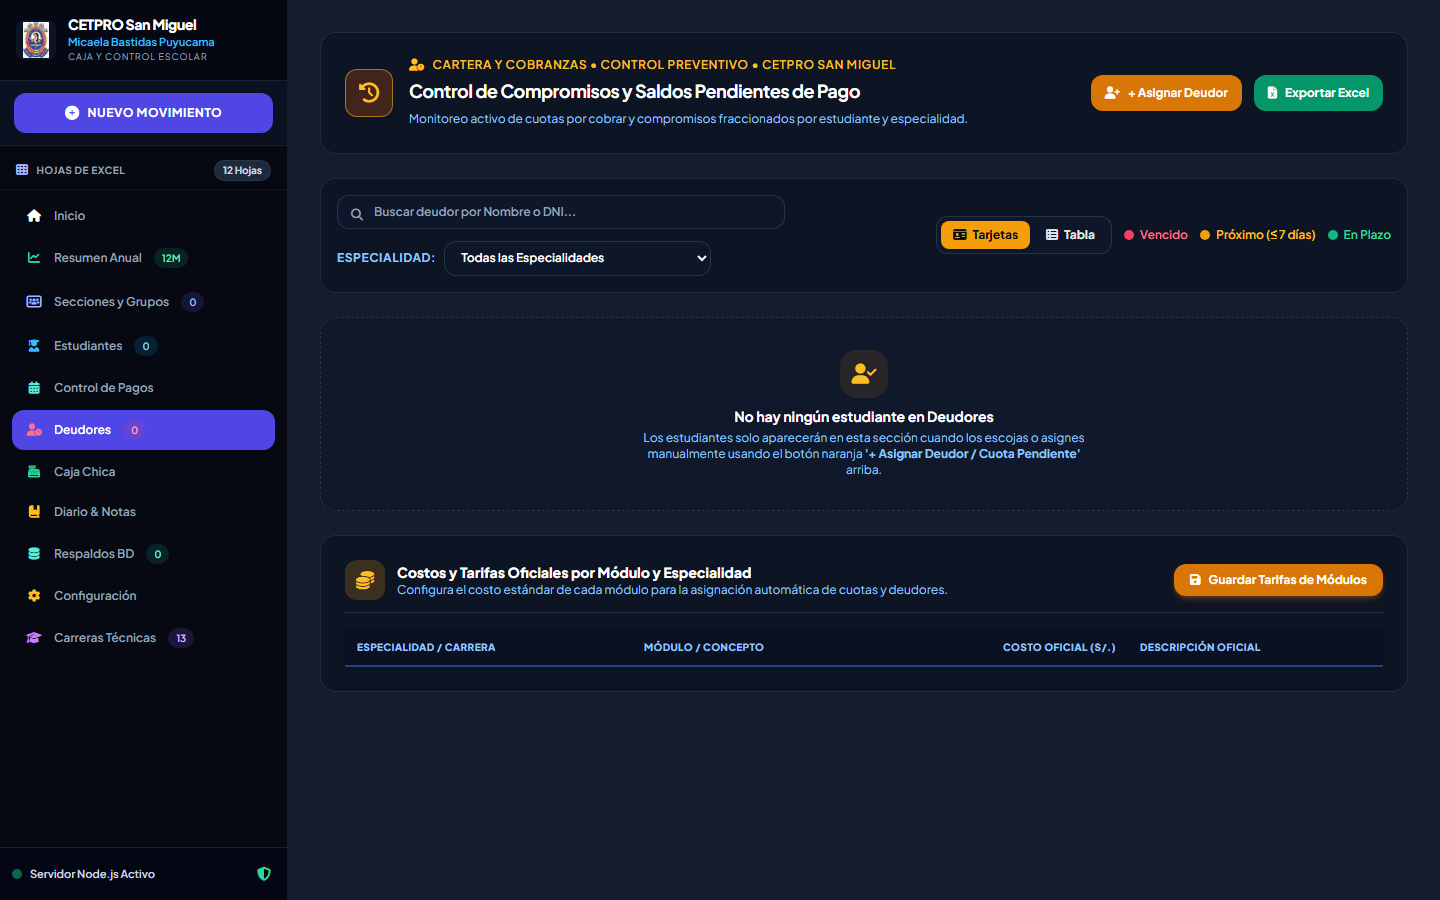 CETPRO San Miguel
Micaela Bastidas Puyucama
CAJA Y CONTROL ESCOLAR
NUEVO MOVIMIENTO
HOJAS DE EXCEL
12 Hojas
Inicio
Resumen Anual 12M
Secciones y Grupos 0
Estudiantes 0
Control de Pagos
Deudores 0
Caja Chica
Diario & Notas
Respaldos BD 0
Configuración
Carreras Técnicas 13
Servidor Node.js Activo
CARTERA Y COBRANZAS • CONTROL PREVENTIVO • CETPRO SAN MIGUEL
Control de Compromisos y Saldos Pendientes de Pago
Monitoreo activo de cuotas por cobrar y compromisos fraccionados por estudiante y especialidad.
+ Asignar Deudor
Exportar Excel
Buscar deudor por Nombre o DNI...
ESPECIALIDAD: Todas las Especialidades
Tarjetas
Tabla
Vencido
Próximo (≤7 días)
En Plazo
No hay ningún estudiante en Deudores
Los estudiantes solo aparecerán en esta sección cuando los escojas o asignes
manualmente usando el botón naranja '+ Asignar Deudor / Cuota Pendiente'
arriba.
Costos y Tarifas Oficiales por Módulo y Especialidad
Configura el costo estándar de cada módulo para la asignación automática de cuotas y deudores.
Guardar Tarifas de Módulos
ESPECIALIDAD / CARRERA
MÓDULO / CONCEPTO
COSTO OFICIAL (S/.)
DESCRIPCIÓN OFICIAL